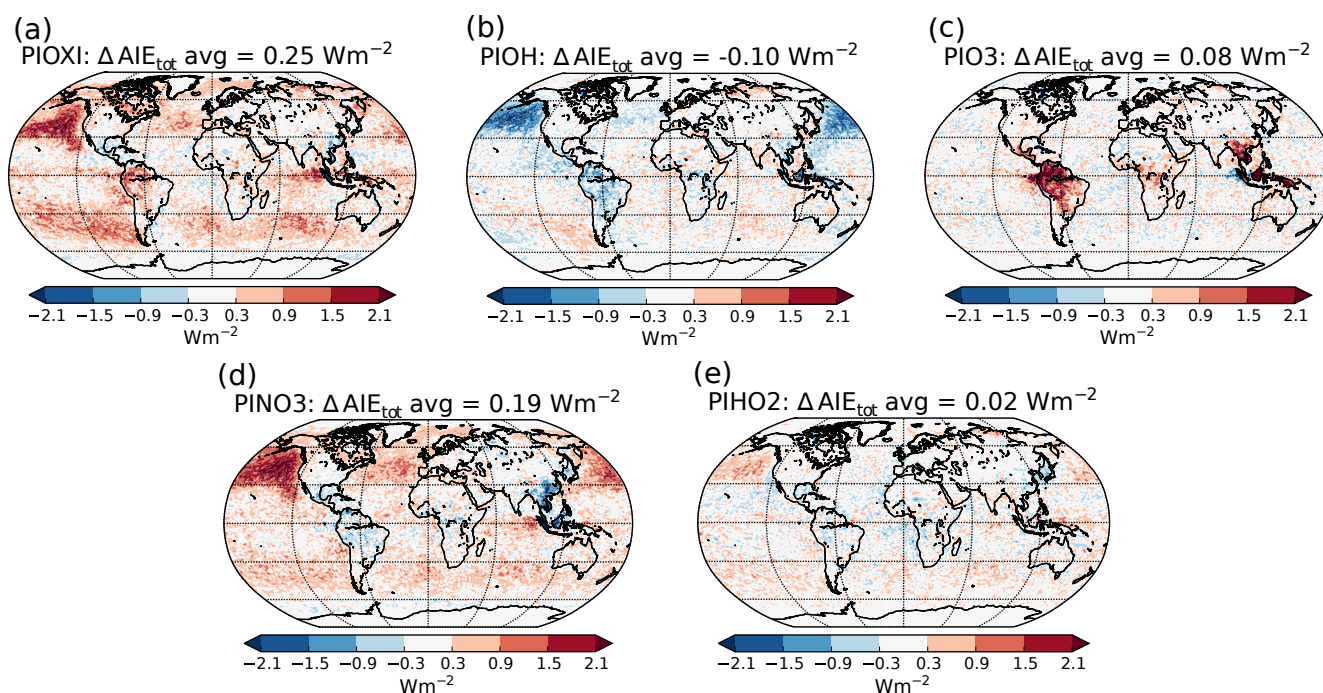 (a)
PIOXI: Δ AIE_tot avg = 0.25 Wm⁻²
−2.1 −1.5 −0.9 −0.3 0.3 0.9 1.5 2.1
Wm⁻²
(b)
PIOH: Δ AIE_tot avg = -0.10 Wm⁻²
−2.1 −1.5 −0.9 −0.3 0.3 0.9 1.5 2.1
Wm⁻²
(c)
PIO3: Δ AIE_tot avg = 0.08 Wm⁻²
−2.1 −1.5 −0.9 −0.3 0.3 0.9 1.5 2.1
Wm⁻²
(d)
PINO3: Δ AIE_tot avg = 0.19 Wm⁻²
−2.1 −1.5 −0.9 −0.3 0.3 0.9 1.5 2.1
Wm⁻²
(e)
PIHO2: Δ AIE_tot avg = 0.02 Wm⁻²
−2.1 −1.5 −0.9 −0.3 0.3 0.9 1.5 2.1
Wm⁻²